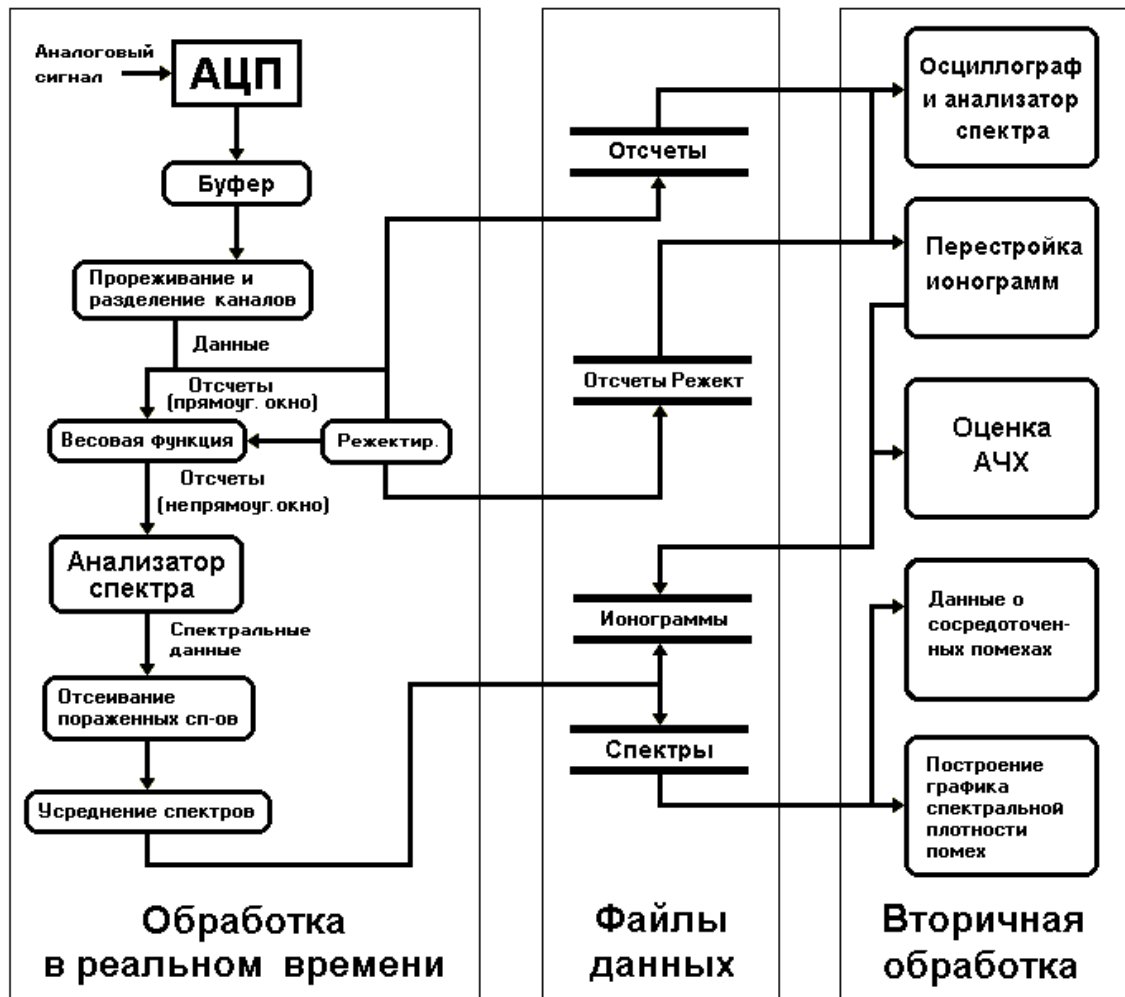 Аналоговый
сигнал
АЦП
Буфер
Прореживание и
разделение каналов
Данные
Отсчеты
(прямоуг. окно)
Весовая функция
Режектир.
Отсчеты
(непрямоуг. окно)
Анализатор
спектра
Спектральные
данные
Отсеивание
пораженных сп-ов
Усреднение спектров
Обработка
в реальном времени
Отсчеты
Отсчеты Режект
Ионограммы
Спектры
Файлы
данных
Осциллограф
и анализатор
спектра
Перестройка
ионограмм
Оценка
АЧХ
Данные о
сосредоточен-
ных помехах
Построение
графика
спектральной
плотности
помех
Вторичная
обработка